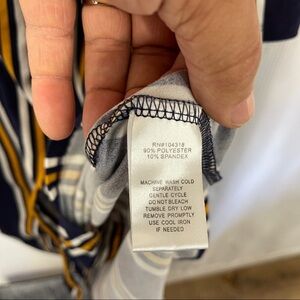 RN#104318
90% POLYESTER
10% SPANDEX
MACHINE WASH COLD
SEPARATELY
GENTLE CYCLE
DO NOT BLEACH
TUMBLE DRY LOW
REMOVE PROMPTLY
USE COOL IRON
IF NEEDED